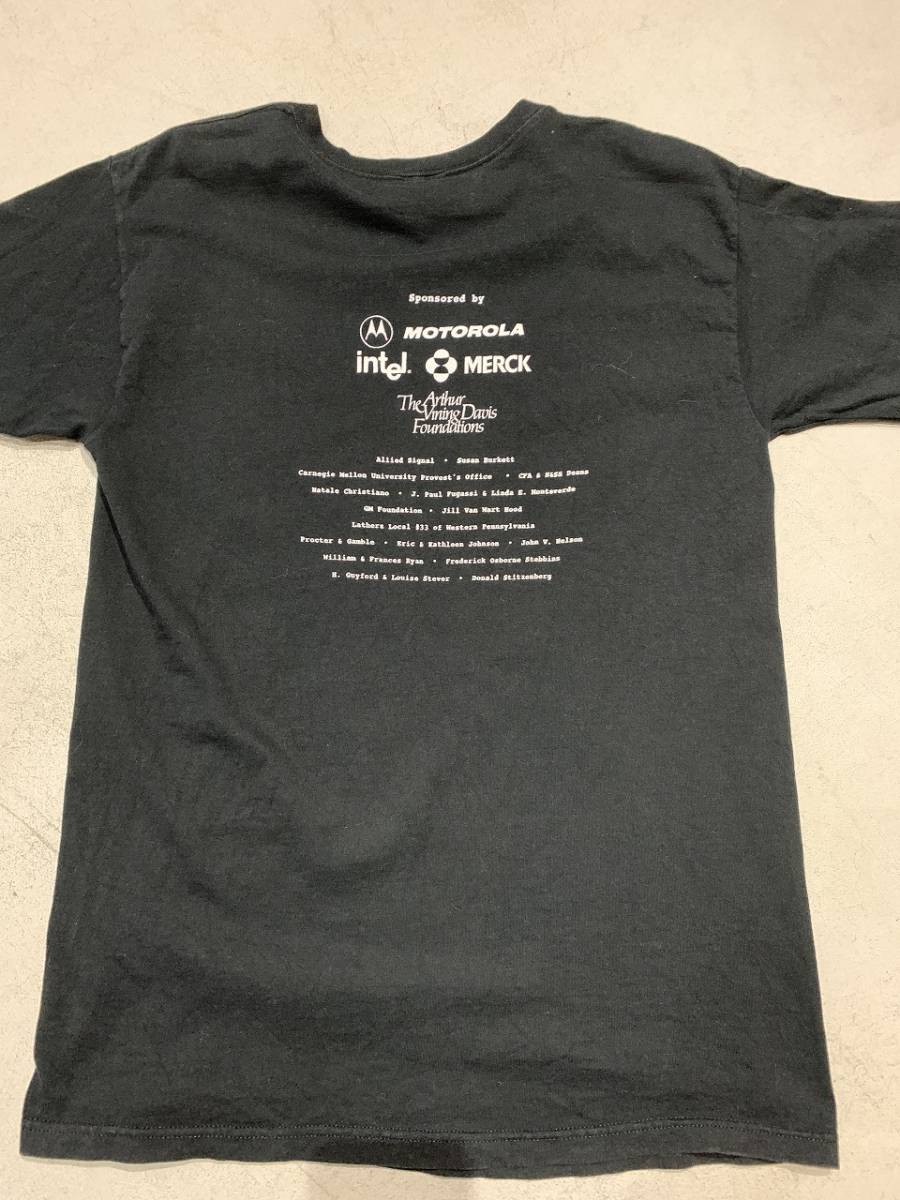 Sponsored by
MOTOROLA
intel. MERCK
The Arthur
Vining Davis
Foundations
Allied Signal • Susan Burkett
Carnegie Mellon University Provost's Office • CFA & H&SS Deans
Natale Christiano • J. Paul Fugassi & Linda E. Monteverde
GM Foundation • Jill Van Wart Hood
Lathers Local #33 of Western Pennsylvania
Procter & Gamble • Eric & Kathleen Johnson • John V. Nelson
William & Frances Ryan • Frederick Osborne Stebbins
H. Guyford & Louise Stever • Donald Stitzenberg